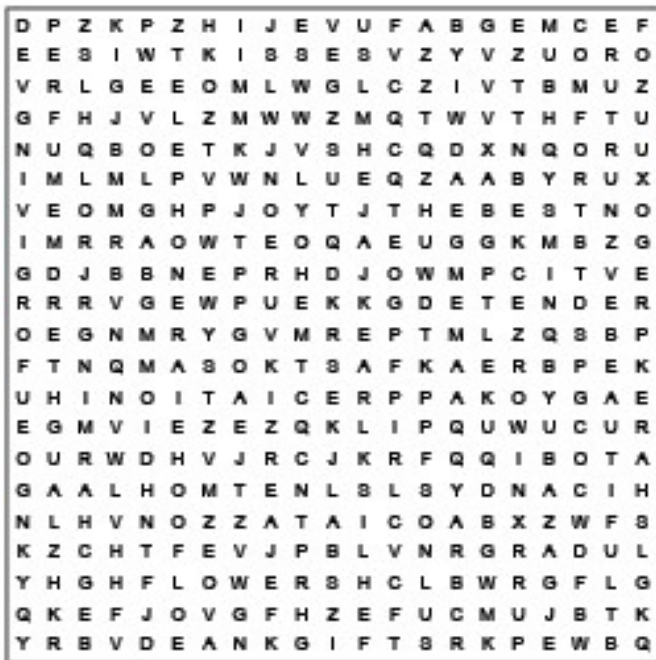 D P Z K P Z H I J E V U F A B G E M C E F
E E S I W T K I S S E S V Z Y V Z U O R O
V R L G E E O M L W G L C Z I V T B M U Z
G F H J V L Z M W W Z M Q T W V T H F T U
N U Q B O E T K J V S H C Q D X N Q O R U
I M L M L P V W N L U E Q Z A A B Y R U X
V E O M G H P J O Y T J T H E B E S T N O
I M R R A O W T E O Q A E U G G K M B Z G
G D J B B N E P R H D J O W M P C I T V E
R R R V G E W P U E K K G D E T E N D E R
O E G N M R Y G V M R E P T M L Z Q S B P
F T N Q M A S O K T S A F K A E R B P E K
U H I N O I T A I C E R P P A K O Y G A E
E G M V I E Z E Z Q K L I P Q U W U C U R
O U R W D H V J R C J K R F Q Q I B O T A
G A A L H O M T E N L S L S Y D N A C I H
N L H V N O Z Z A T A I C O A B X Z W F S
K Z C H T F E V J P B L V N R G R A D U L
Y H G H F L O W E R S H C L B W R G F L G
Q K E F J O V G F H Z E F U C M U J B T K
Y R B V D E A N K G I F T S R K P E W B Q